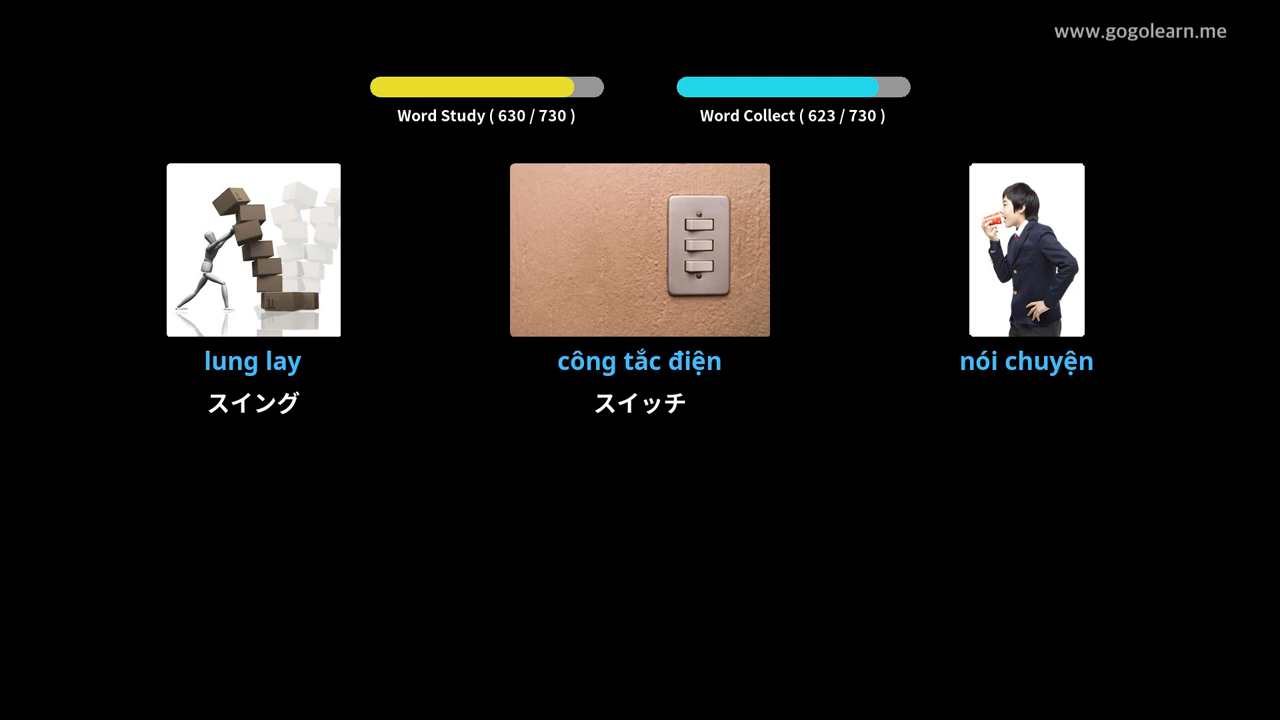 www.gogolearn.me
Word Study ( 630 / 730 )
Word Collect ( 623 / 730 )
lung lay
công tắc điện
nói chuyện
スイング
スイッチ